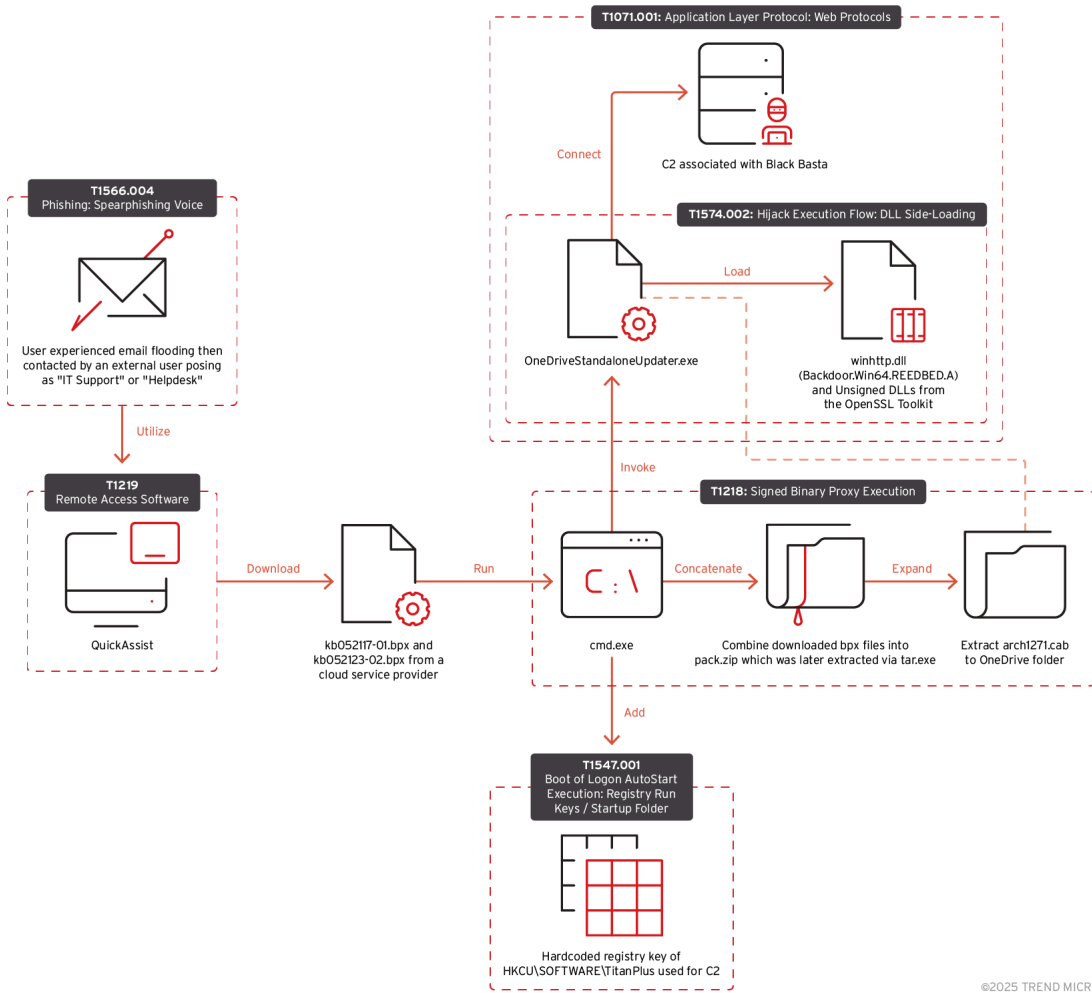 T1071.001: Application Layer Protocol: Web Protocols
Connect
C2 associated with Black Basta
T1566.004
Phishing: Spearphishing Voice
User experienced email flooding then
contacted by an external user posing
as "IT Support" or "Helpdesk"
T1574.002: Hijack Execution Flow: DLL Side-Loading
Load
OneDriveStandaloneUpdater.exe
winhttp.dll
(Backdoor.Win64.REEDBED.A)
and Unsigned DLLs from
the OpenSSL Toolkit
Utilize
Invoke
T1219
Remote Access Software
QuickAssist
Download
kb052117-01.bpx and
kb052123-02.bpx from a
cloud service provider
Run
T1218: Signed Binary Proxy Execution
C:\
cmd.exe
Concatenate
Combine downloaded bpx files into
pack.zip which was later extracted via tar.exe
Expand
Extract arch1271.cab
to OneDrive folder
Add
T1547.001
Boot of Logon AutoStart
Execution: Registry Run
Keys / Startup Folder
Hardcoded registry key of
HKCU\SOFTWARE\TitanPlus used for C2
©2025 TREND MICR